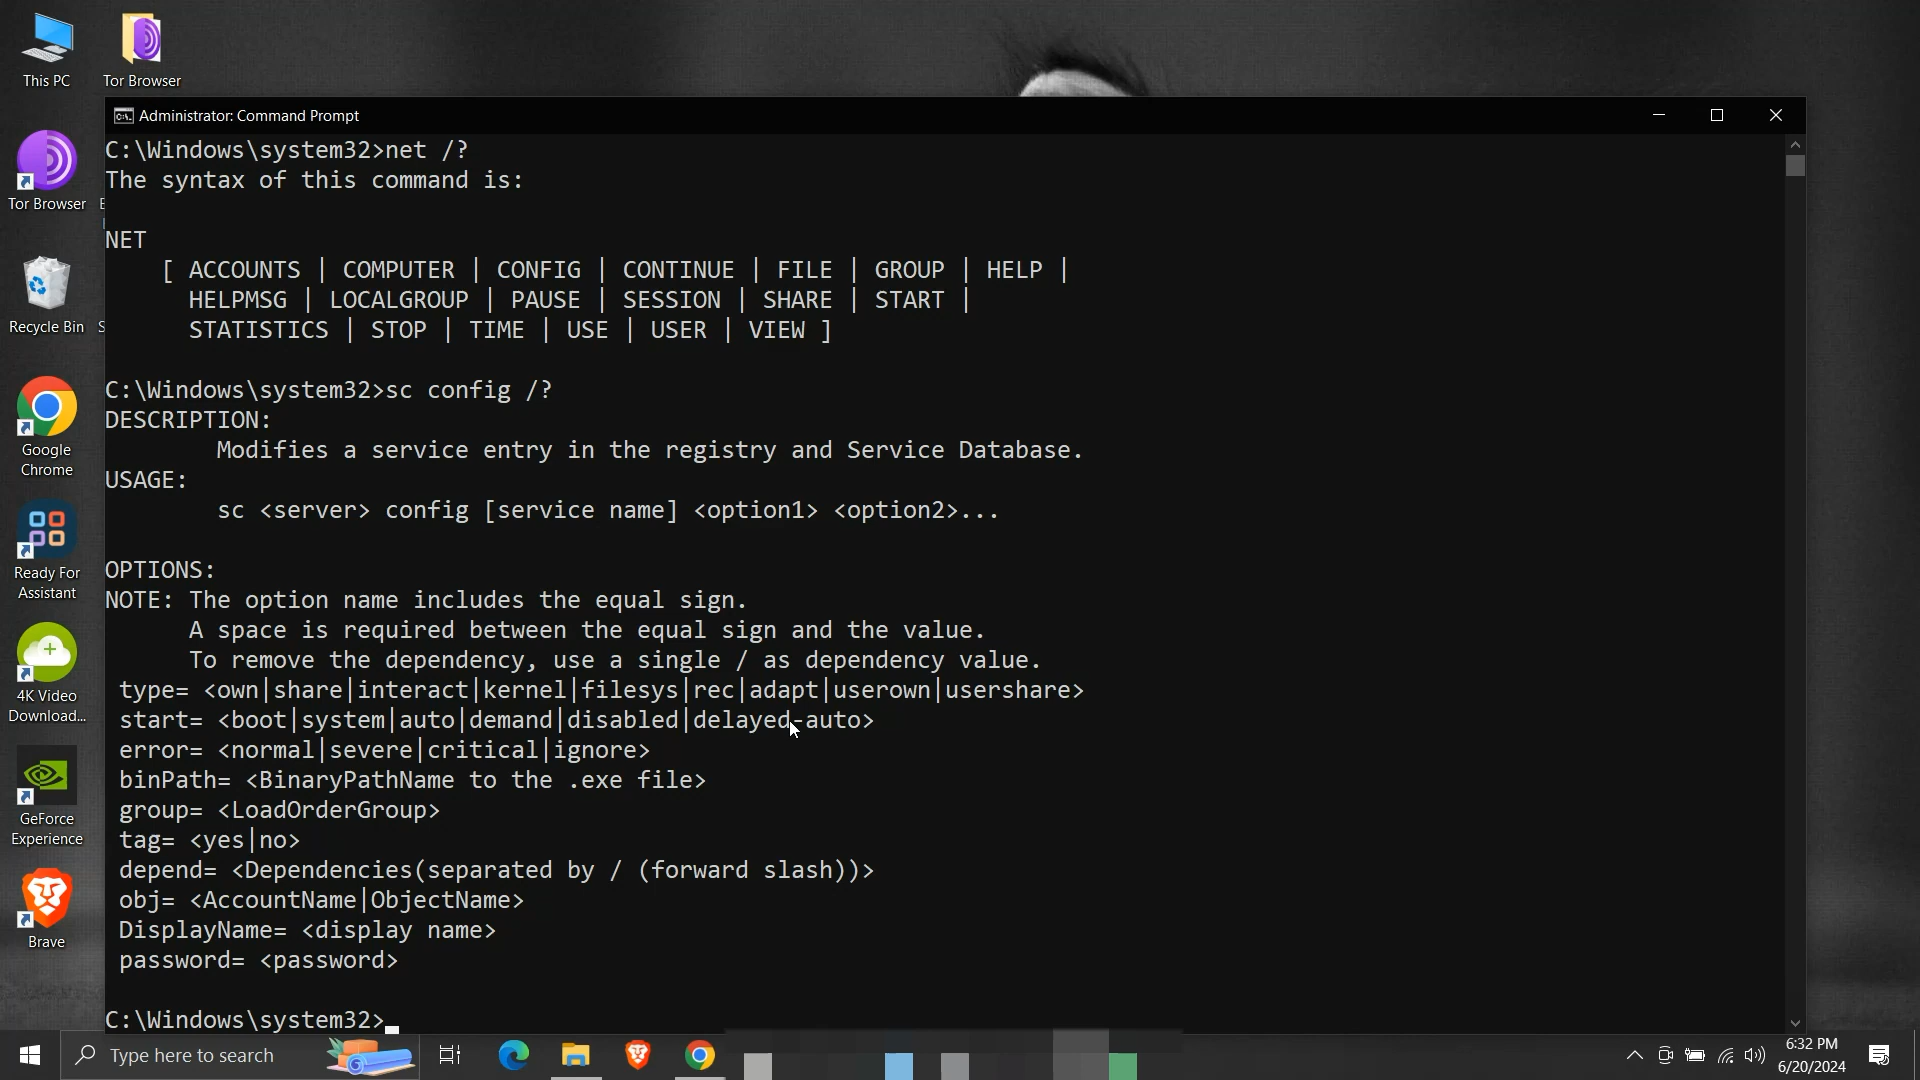 This PC
Tor Browser
Tor Browser
Recycle Bin
Google
Chrome
Ready For
Assistant
4K Video
Download...
GeForce
Experience
Brave
Administrator: Command Prompt
C:\Windows\system32>net /?
The syntax of this command is:
NET
[ ACCOUNTS | COMPUTER | CONFIG | CONTINUE | FILE | GROUP | HELP |
HELPMSG | LOCALGROUP | PAUSE | SESSION | SHARE | START |
STATISTICS | STOP | TIME | USE | USER | VIEW ]
C:\Windows\system32>sc config /?
DESCRIPTION:
Modifies a service entry in the registry and Service Database.
USAGE:
sc <server> config [service name] <option1> <option2>...
OPTIONS:
NOTE: The option name includes the equal sign.
A space is required between the equal sign and the value.
To remove the dependency, use a single / as dependency value.
type= <own|share|interact|kernel|filesys|rec|adapt|userown|usershare>
start= <boot|system|auto|demand|disabled|delayed-auto>
error= <normal|severe|critical|ignore>
binPath= <BinaryPathName to the .exe file>
group= <LoadOrderGroup>
tag= <yes|no>
depend= <Dependencies(separated by / (forward slash))>
obj= <AccountName|ObjectName>
DisplayName= <display name>
password= <password>
C:\Windows\system32>
Type here to search
6:32 PM
6/20/2024